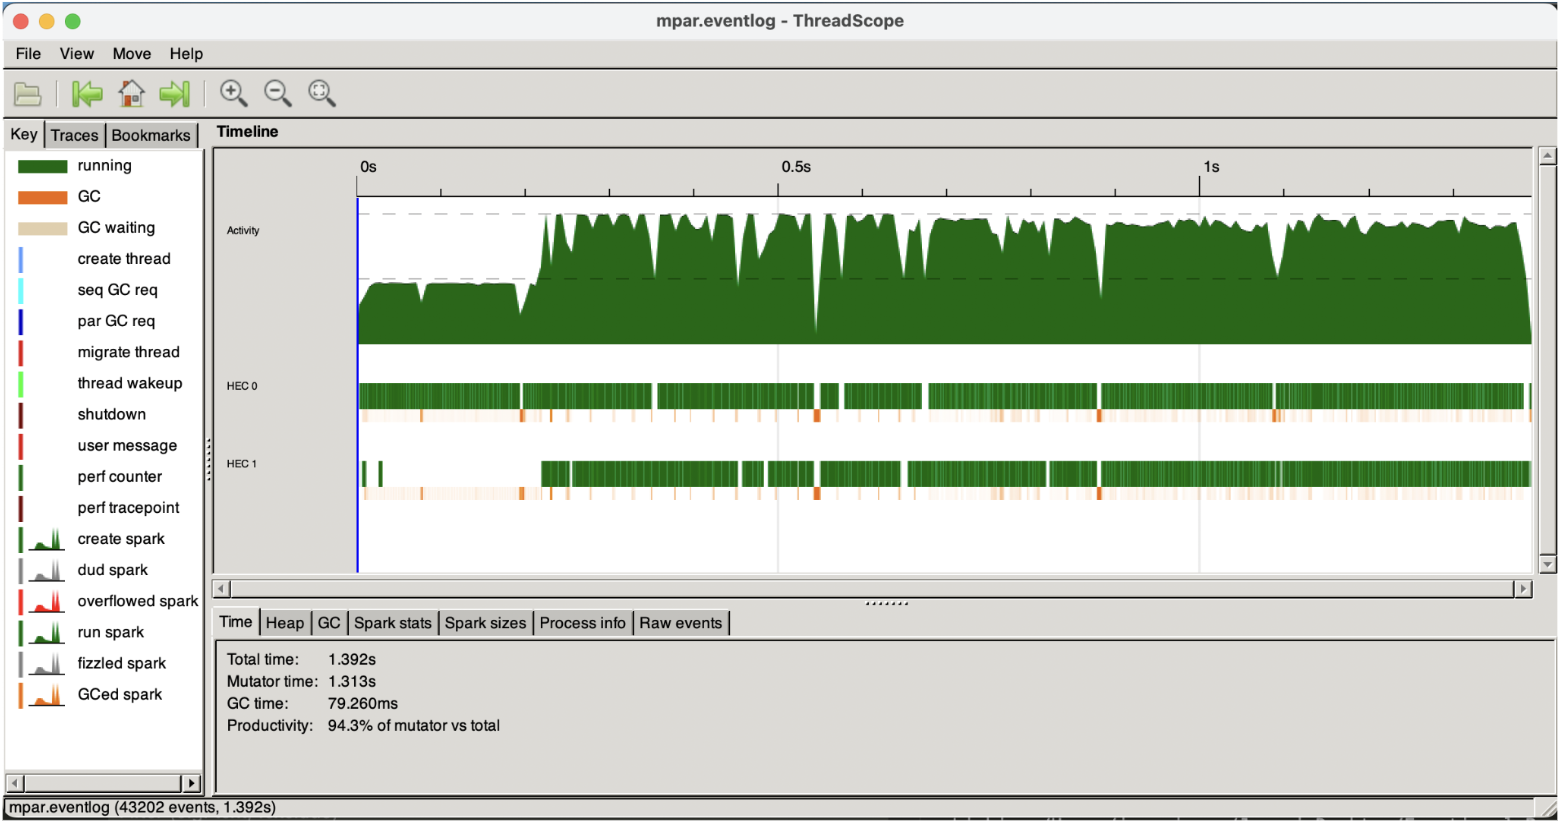 mpar.eventlog - ThreadScope
File View Move Help
Key Traces Bookmarks
running
GC
GC waiting
create thread
seq GC req
par GC req
migrate thread
thread wakeup
shutdown
user message
perf counter
perf tracepoint
create spark
dud spark
overflowed spark
run spark
fizzled spark
GCed spark
Timeline
0s 0.5s 1s
Activity
HEC 0
HEC 1
Time Heap GC Spark stats Spark sizes Process info Raw events
Total time: 1.392s
Mutator time: 1.313s
GC time: 79.260ms
Productivity: 94.3% of mutator vs total
mpar.eventlog (43202 events, 1.392s)